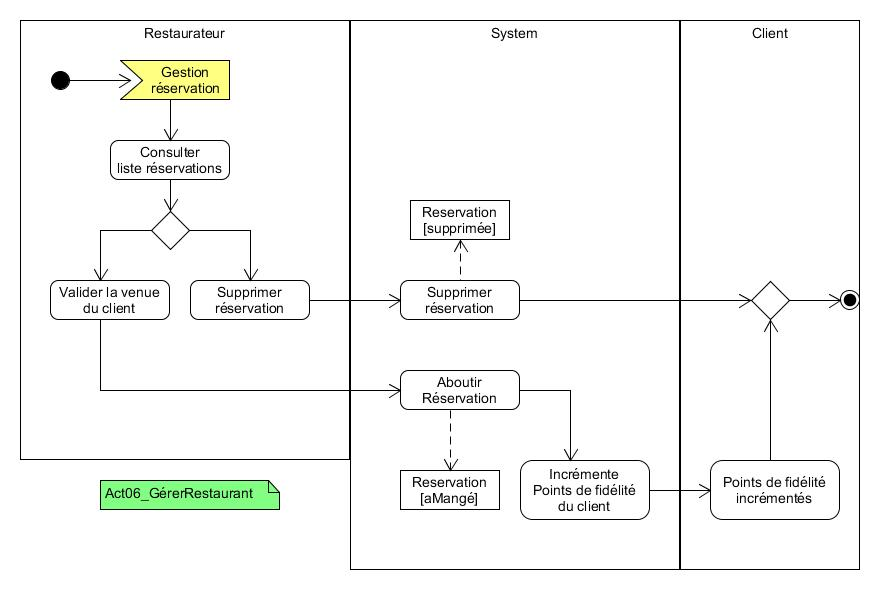 Restaurateur
System
Client
Gestion
réservation
Consulter
liste réservations
Reservation
[supprimée]
Valider la venue
du client
Supprimer
réservation
Supprimer
réservation
Aboutir
Réservation
Reservation
[aMangé]
Incrémente
Points de fidélité
du client
Points de fidélité
incrémentés
Act06_GérerRestaurant